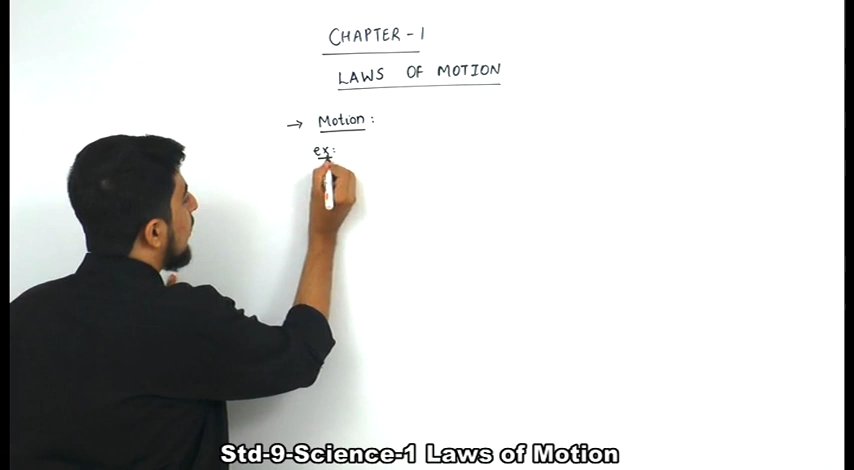 CHAPTER - 1
LAWS OF MOTION
→ Motion :
ex:
Std-9-Science-1 Laws of Motion